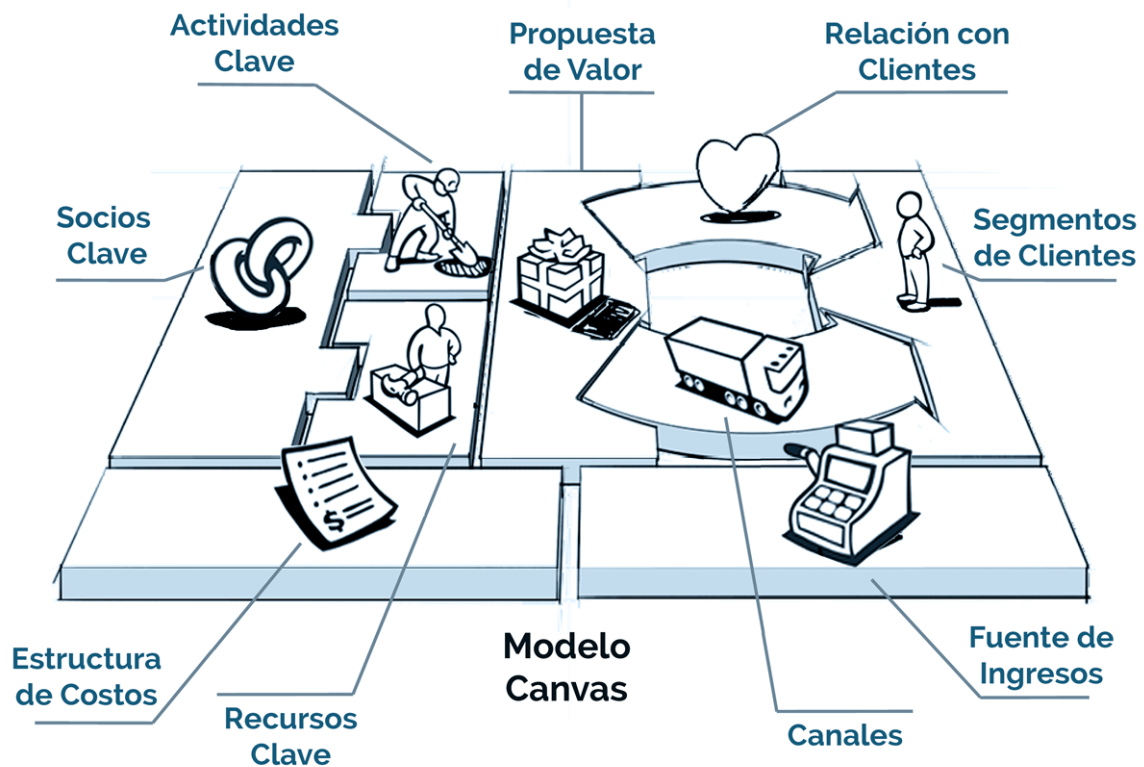 Actividades
Clave
Propuesta
de Valor
Relación con
Clientes
Socios
Clave
Segmentos
de Clientes
$
Modelo
Canvas
Estructura
de Costos
Recursos
Clave
Canales
Fuente de
Ingresos